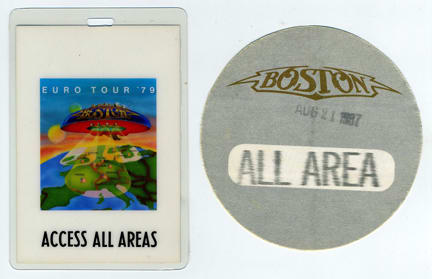 EURO TOUR '79
BOSTON
ACCESS ALL AREAS
BOSTON
AUG 21 1987
ALL AREA